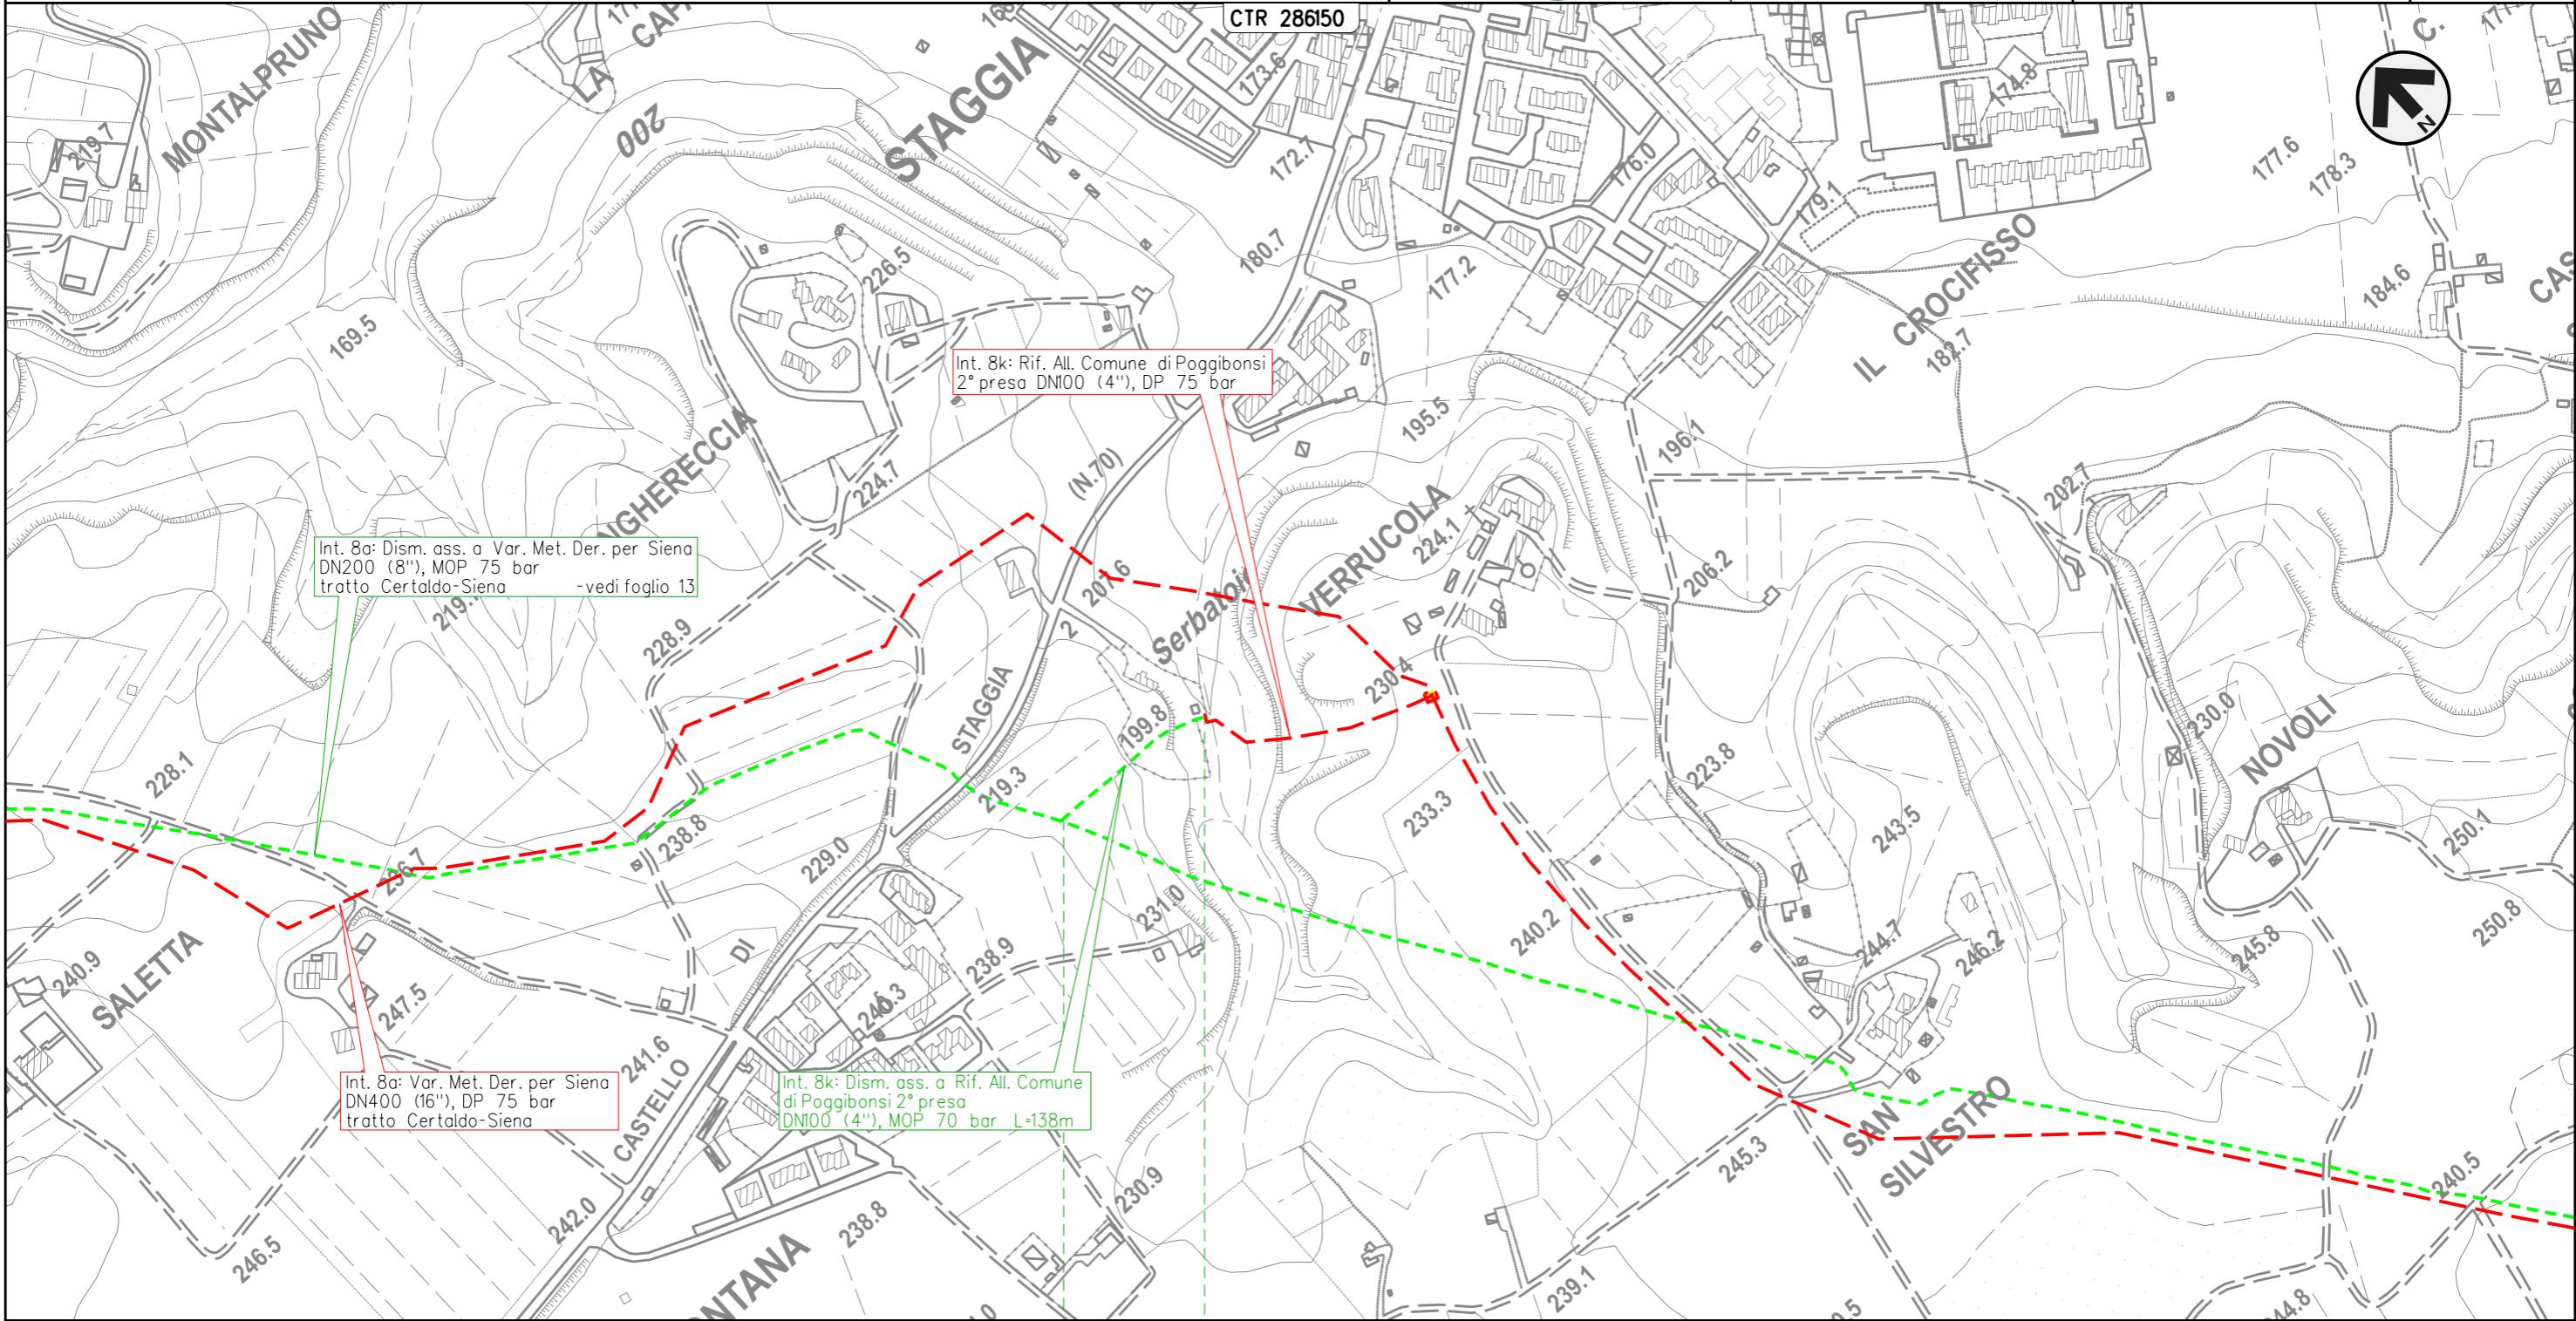 CTR 286150
MONTALPRUNO
219.7
LA
200
STAGGIA
173.6
172.7
174.8
176.0
179.1
177.6
178.3
C.
N
180.7
177.2
IL CROCIFISSO
182.7
184.6
169.5
226.5
224.7
Int. 8k: Rif. All. Comune di Poggibonsi
2° presa DN100 (4"), DP 75 bar
195.5
196.1
202.7
(N.70)
Int. 8a: Dism. ass. a Var. Met. Der. per Siena
DN200 (8"), MOP 75 bar
tratto Certaldo-Siena -vedi foglio 13
228.9
207.6
2
VERRUCOLA
224.1
206.2
230.4
STAGGIA
199.8
219.3
228.1
238.8
236.7
229.0
233.3
223.8
243.5
230.0
NOVOLI
250.1
250.8
245.8
SALETTA
240.9
247.5
DI
231.0
238.9
240.2
244.7
246.2
241.6
CASTELLO
Int. 8a: Var. Met. Der. per Siena
DN400 (16"), DP 75 bar
tratto Certaldo-Siena
Int. 8k: Dism. ass. a Rif. All. Comune
di Poggibonsi 2° presa
DN100 (4"), MOP 70 bar L=138m
SAN
SILVESTRO
245.3
240.5
246.5
242.0
238.8
230.9
239.1